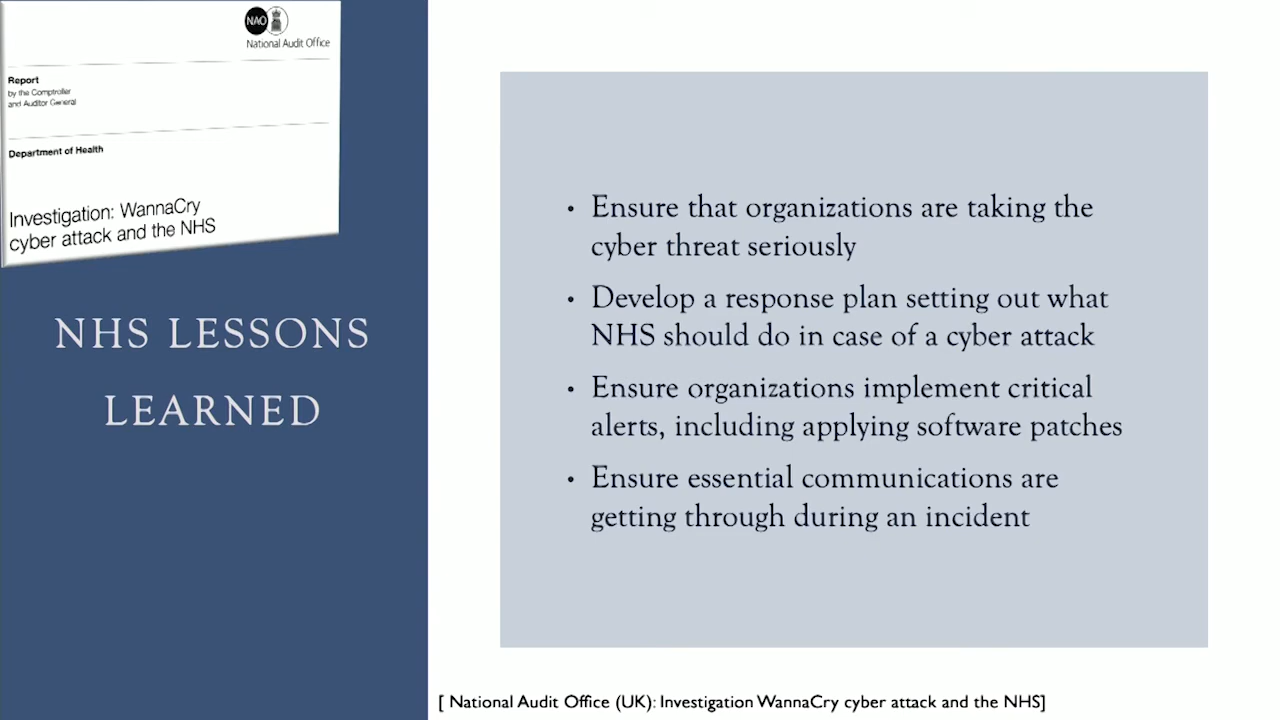 NAO
National Audit Office
Report
by the Comptroller
and Auditor General
Department of Health
Investigation: WannaCry
cyber attack and the NHS
NHS LESSONS
LEARNED
• Ensure that organizations are taking the
cyber threat seriously
• Develop a response plan setting out what
NHS should do in case of a cyber attack
• Ensure organizations implement critical
alerts, including applying software patches
• Ensure essential communications are
getting through during an incident
[ National Audit Office (UK): Investigation WannaCry cyber attack and the NHS]